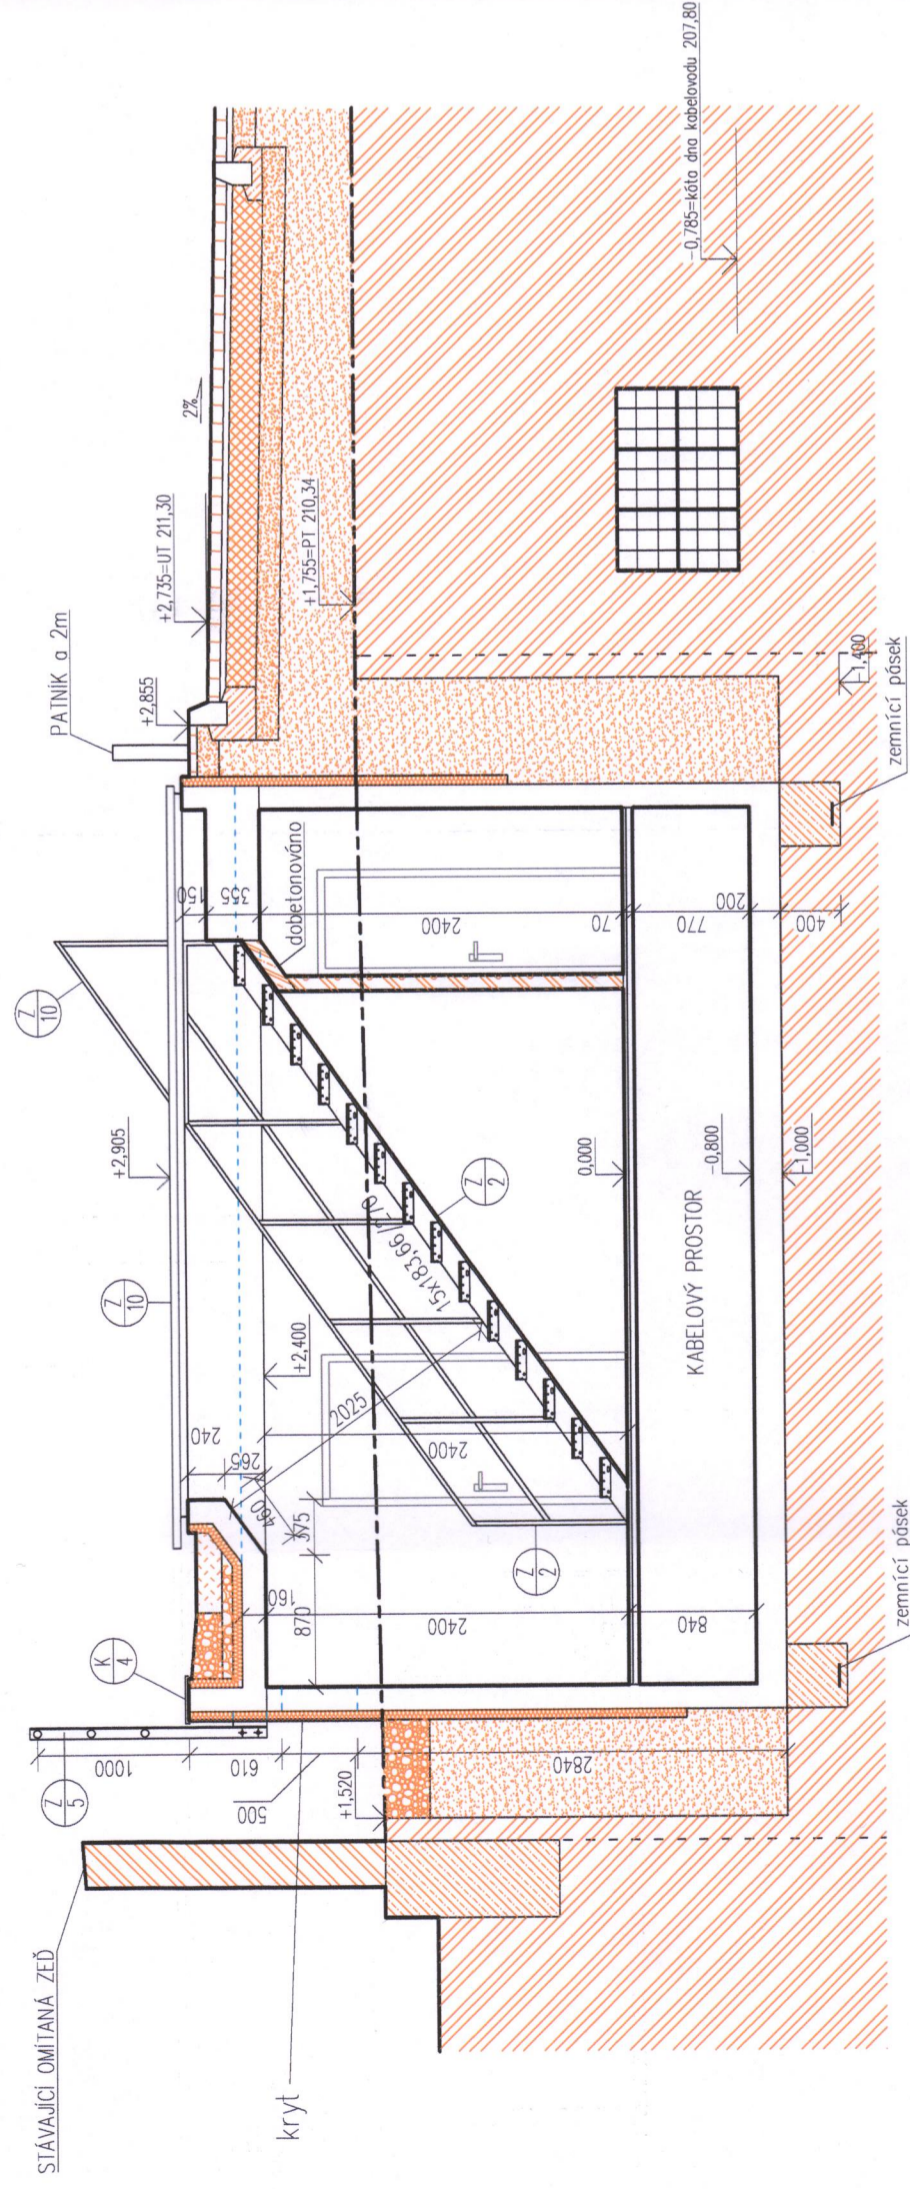 STÁVAJÍCÍ OMÍTANÁ ZEĎ
kryt
Z
5
K
4
Z
10
Z
10
PATNÍK a 2m
+2,905
+2,855
+2,735=UT 211,30
2%
+1,755=PT 210,34
-0,785=kóta dna kabelovodu 207,80
1000
610
500
+1,520
2840
160
870
375
460
265
240
2025
+2,400
2400
2400
840
15x183,66/270
Z
2
Z
2
150
355
dobetonováno
2400
70
770
200
400
0,000
-0,800
-1,000
-1,400
KABELOVÝ PROSTOR
zemnící pásek
zemnící pásek